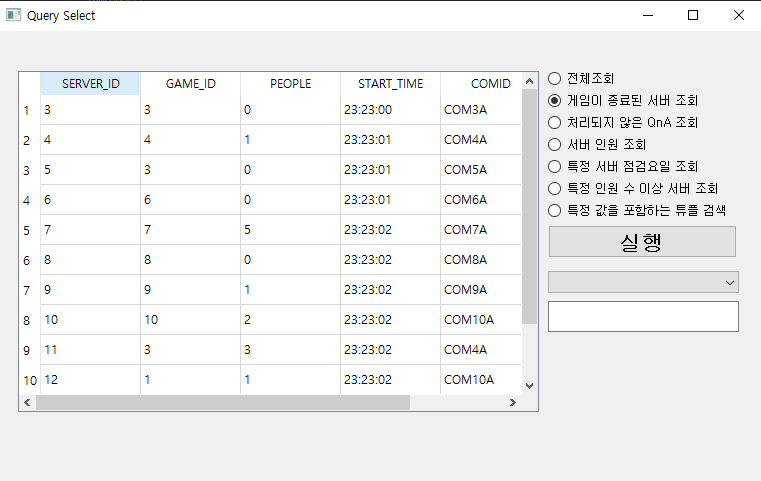 Query Select
SERVER_ID GAME_ID PEOPLE START_TIME COMID
1 3 3 0 23:23:00 COM3A
2 4 4 1 23:23:01 COM4A
3 5 3 0 23:23:01 COM5A
4 6 6 0 23:23:01 COM6A
5 7 7 5 23:23:02 COM7A
6 8 8 0 23:23:02 COM8A
7 9 9 1 23:23:02 COM9A
8 10 10 2 23:23:02 COM10A
9 11 3 3 23:23:02 COM4A
10 12 1 1 23:23:02 COM10A
전체조회
게임이 종료된 서버 조회
처리되지 않은 QnA 조회
서버 인원 조회
특정 서버 점검요일 조회
특정 인원 수 이상 서버 조회
특정 값을 포함하는 튜플 검색
실행